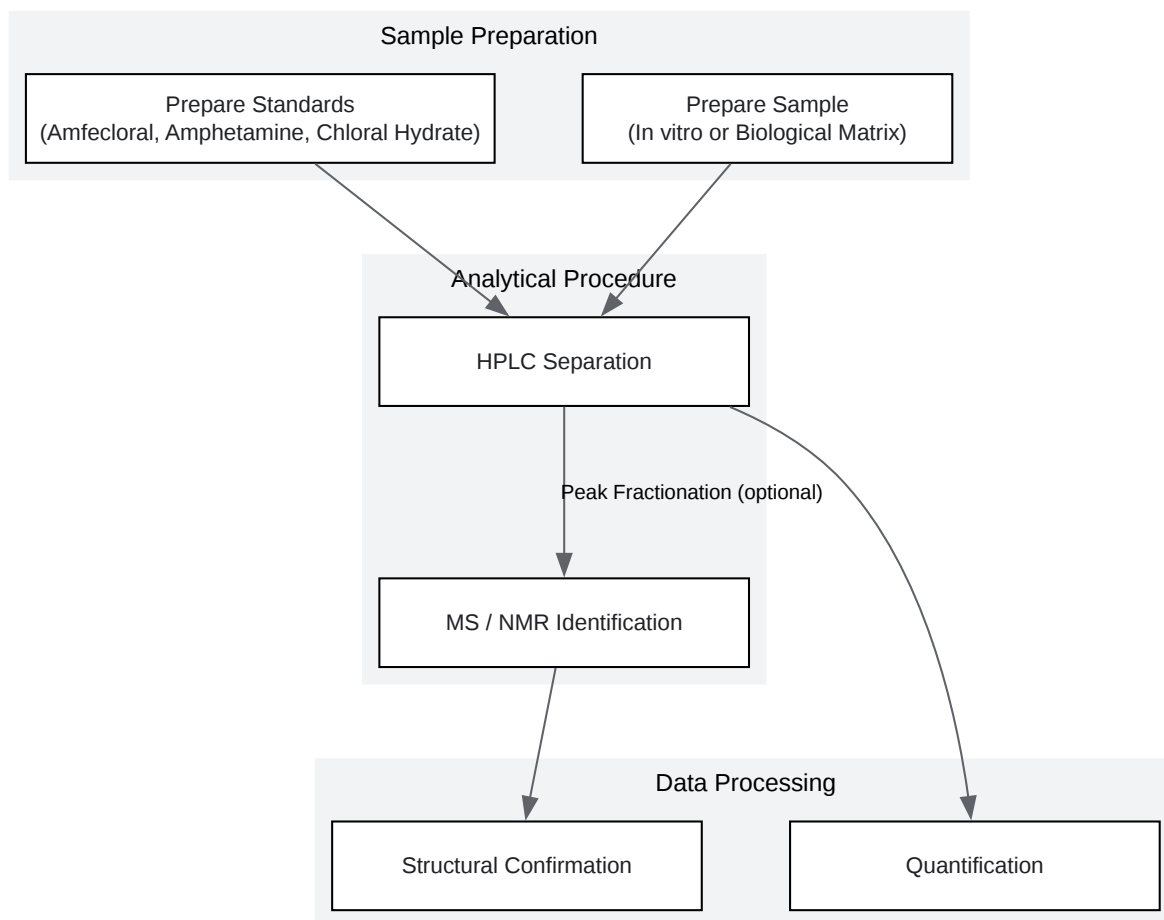 Sample Preparation
Prepare Standards
(Amfecloral, Amphetamine, Chloral Hydrate)
Prepare Sample
(In vitro or Biological Matrix)
Analytical Procedure
HPLC Separation
Peak Fractionation (optional)
MS / NMR Identification
Data Processing
Structural Confirmation
Quantification